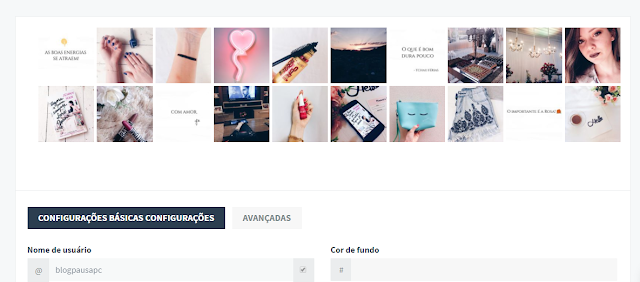 AS BOAS ENERGIAS
SE ATRAEM!
O QUE É BOM
DURA POUCO.
COM AMOR,
O IMPORTANTE É A ROSA!
CONFIGURAÇÕES BÁSICAS CONFIGURAÇÕES
AVANÇADAS
Nome de usuário
Cor de fundo
@
blogpausapc
#